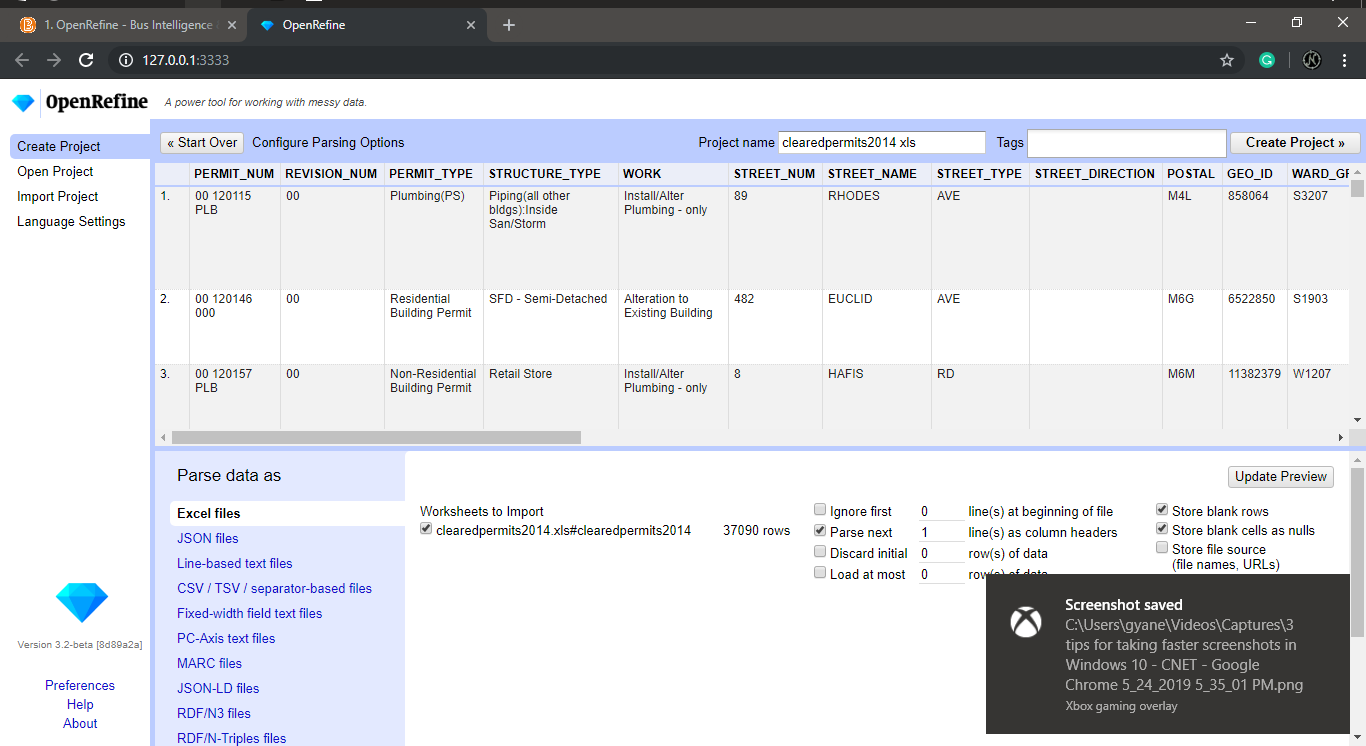 1. OpenRefine - Bus Intelligence
OpenRefine
127.0.0.1:3333
OpenRefine
A power tool for working with messy data.
Create Project
Open Project
Import Project
Language Settings
« Start Over
Configure Parsing Options
Project name
clearedpermits2014 xls
Tags
Create Project »
PERMIT_NUM REVISION_NUM PERMIT_TYPE STRUCTURE_TYPE WORK STREET_NUM STREET_NAME STREET_TYPE STREET_DIRECTION POSTAL GEO_ID WARD_GR
1. 00 120115 00 Plumbing(PS) Piping(all other Install/Alter 89 RHODES AVE M4L 858064 S3207
PLB bldgs):Inside Plumbing - only
San/Storm
2. 00 120146 00 Residential SFD - Semi-Detached Alteration to 482 EUCLID AVE M6G 6522850 S1903
000 Building Permit Existing Building
3. 00 120157 00 Non-Residential Retail Store Install/Alter 8 HAFIS RD M6M 11382379 W1207
PLB Building Permit Plumbing - only
Parse data as
Excel files
JSON files
Line-based text files
CSV / TSV / separator-based files
Fixed-width field text files
PC-Axis text files
MARC files
JSON-LD files
RDF/N3 files
RDF/N-Triples files
Update Preview
Worksheets to Import
clearedpermits2014.xls#clearedpermits2014 37090 rows
Ignore first 0 line(s) at beginning of file
Parse next 1 line(s) as column headers
Discard initial 0 row(s) of data
Load at most 0 row(s) of data
Store blank rows
Store blank cells as nulls
Store file source
(file names, URLs)
Version 3.2-beta [8d89a2a]
Preferences
Help
About
Screenshot saved
C:\Users\gyane\Videos\Captures\3
tips for taking faster screenshots in
Windows 10 - CNET - Google
Chrome 5_24_2019 5_35_01 PM.png
Xbox gaming overlay